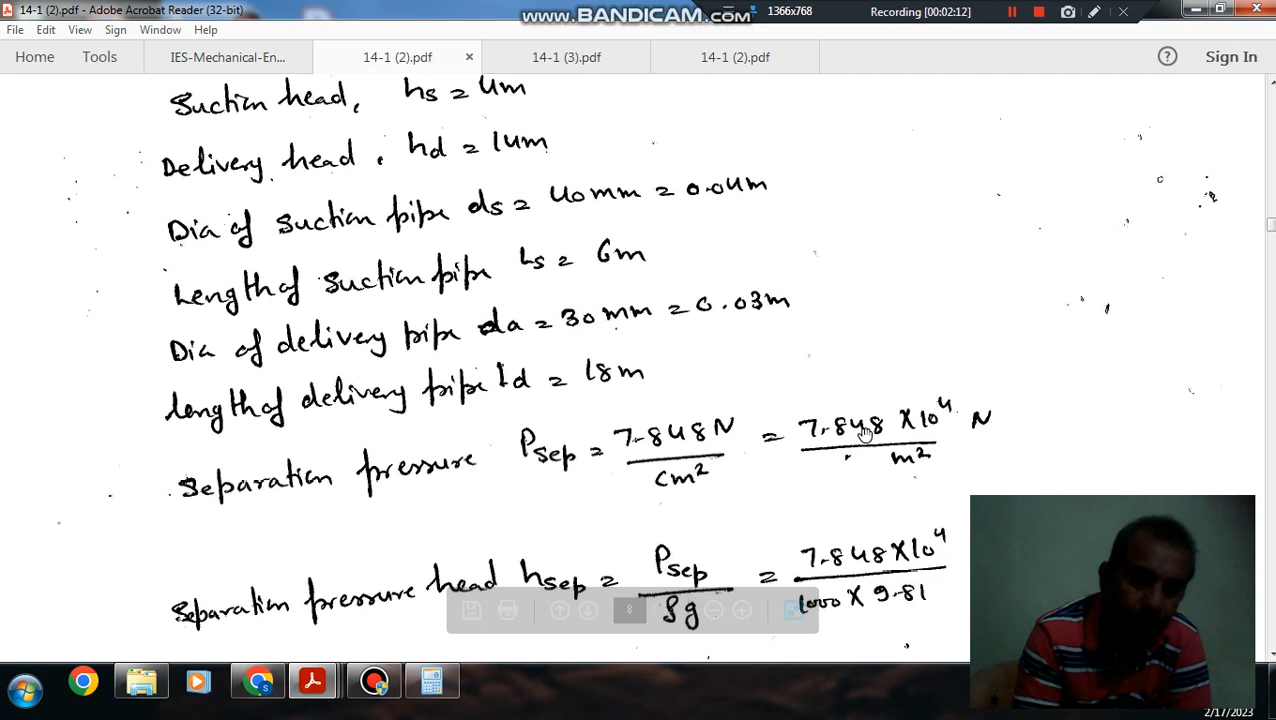 14-1 (2).pdf - Adobe Acrobat Reader (32-bit)
www.BANDICAM.com
1366x768
Recording [00:02:12]
File Edit View Sign Window Help
Home Tools IES-Mechanical-En... 14-1 (2).pdf × 14-1 (3).pdf 14-1 (2).pdf ? Sign In
Suction head, hs = 4m
Delivery head, hd = 14m
Dia of suction pipe ds = 40mm = 0.04m
Length of suction pipe Ls = 6m
Dia of delivery pipe da = 30mm = 0.03m
length of delivery pipe ld = 18m
Separation pressure Psep = 7.848N / cm² = 7.848 × 10⁴ N / m²
Separation pressure head hsep = Psep / ρg = 7.848×10⁴ / 1000 × 9.81
8
2/17/2023